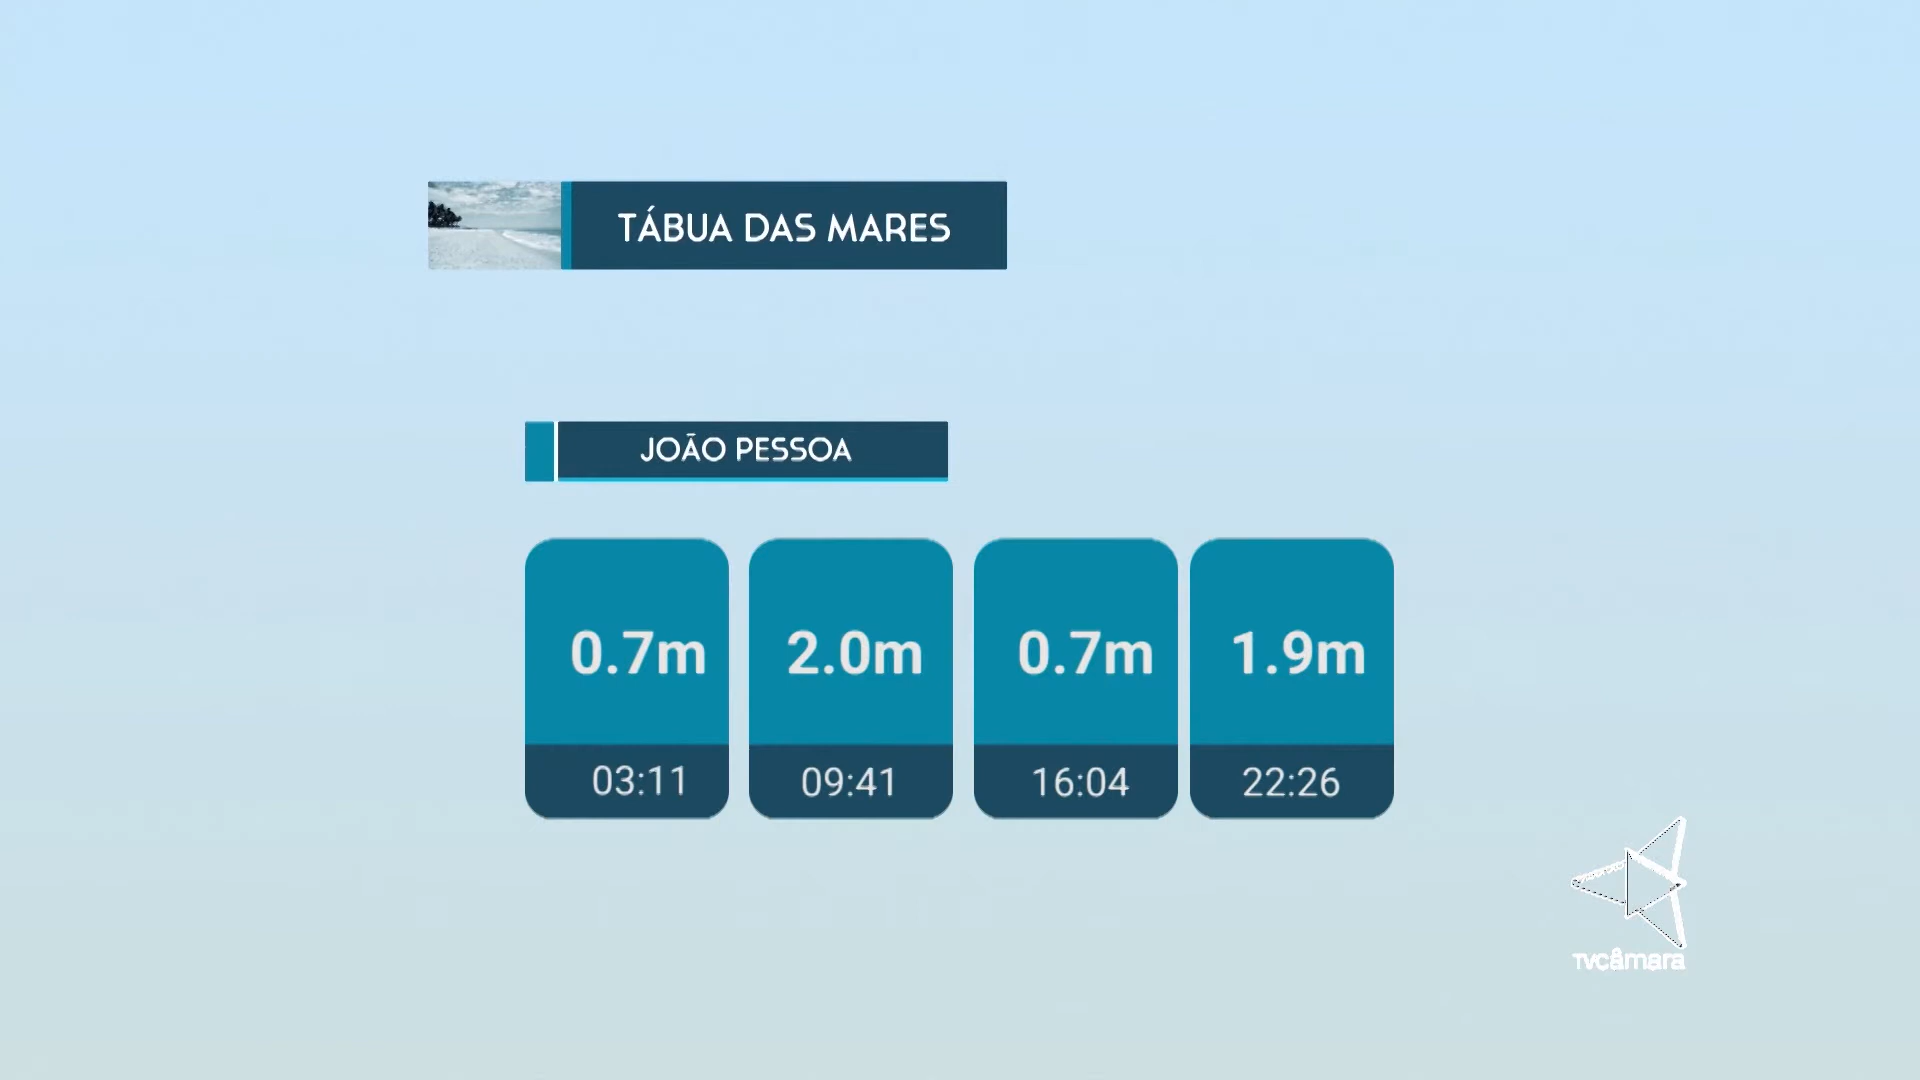 TÁBUA DAS MARES
JOÃO PESSOA
0.7m 2.0m 0.7m 1.9m
03:11 09:41 16:04 22:26
TVcâmara